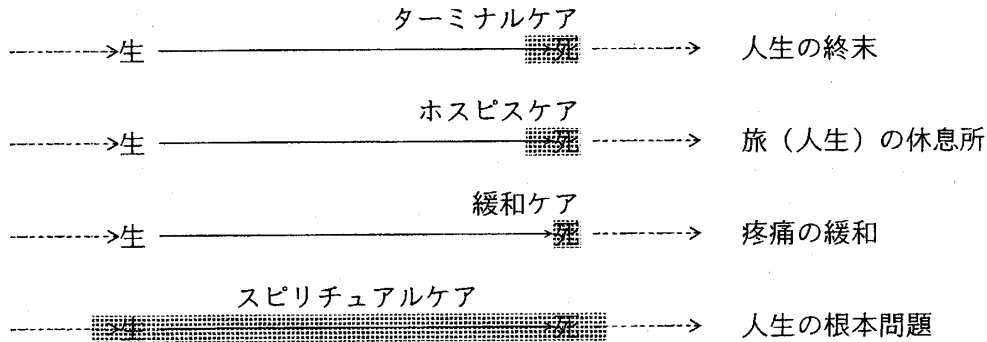 ターミナルケア
生 死 人生の終末
ホスピスケア
生 死 旅（人生）の休息所
緩和ケア
生 死 疼痛の緩和
スピリチュアルケア
生 死 人生の根本問題